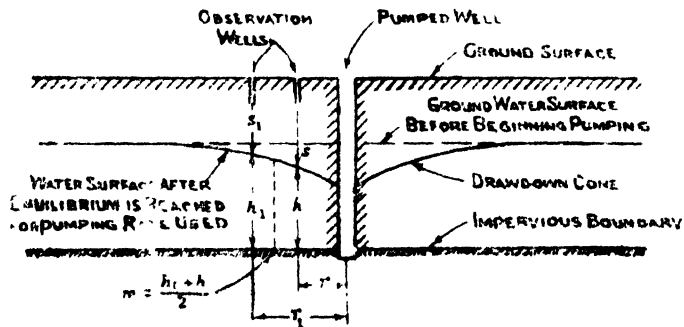 OBSERVATION
WELLS
PUMPED WELL
GROUND SURFACE
GROUND WATER SURFACE
BEFORE BEGINNING PUMPING
S₁
S
WATER SURFACE AFTER
EQUILIBRIUM IS REACHED
FOR PUMPING RATE USED
h₁
h
DRAWDOWN CONE
IMPERVIOUS BOUNDARY
m = (h₁ + h)/2
r
r₁